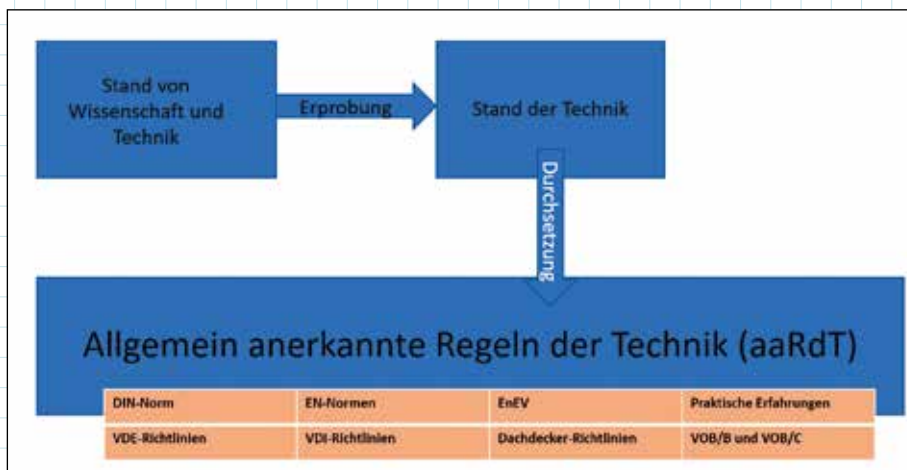 Stand von
Wissenschaft und
Technik
Erprobung
Stand der Technik
Durchsetzung
Allgemein anerkannte Regeln der Technik (aaRdT)
DIN-Norm EN-Normen EnEV Praktische Erfahrungen
VDE-Richtlinien VDI-Richtlinien Dachdecker-Richtlinien VOB/B und VOB/C